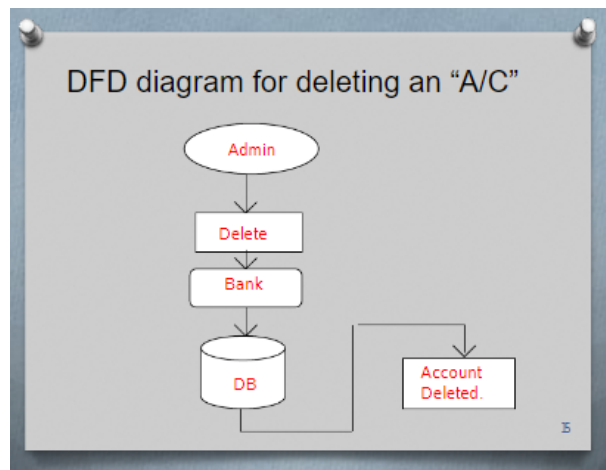 DFD diagram for deleting an “A/C”
Admin
Delete
Bank
DB
Account
Deleted.
15